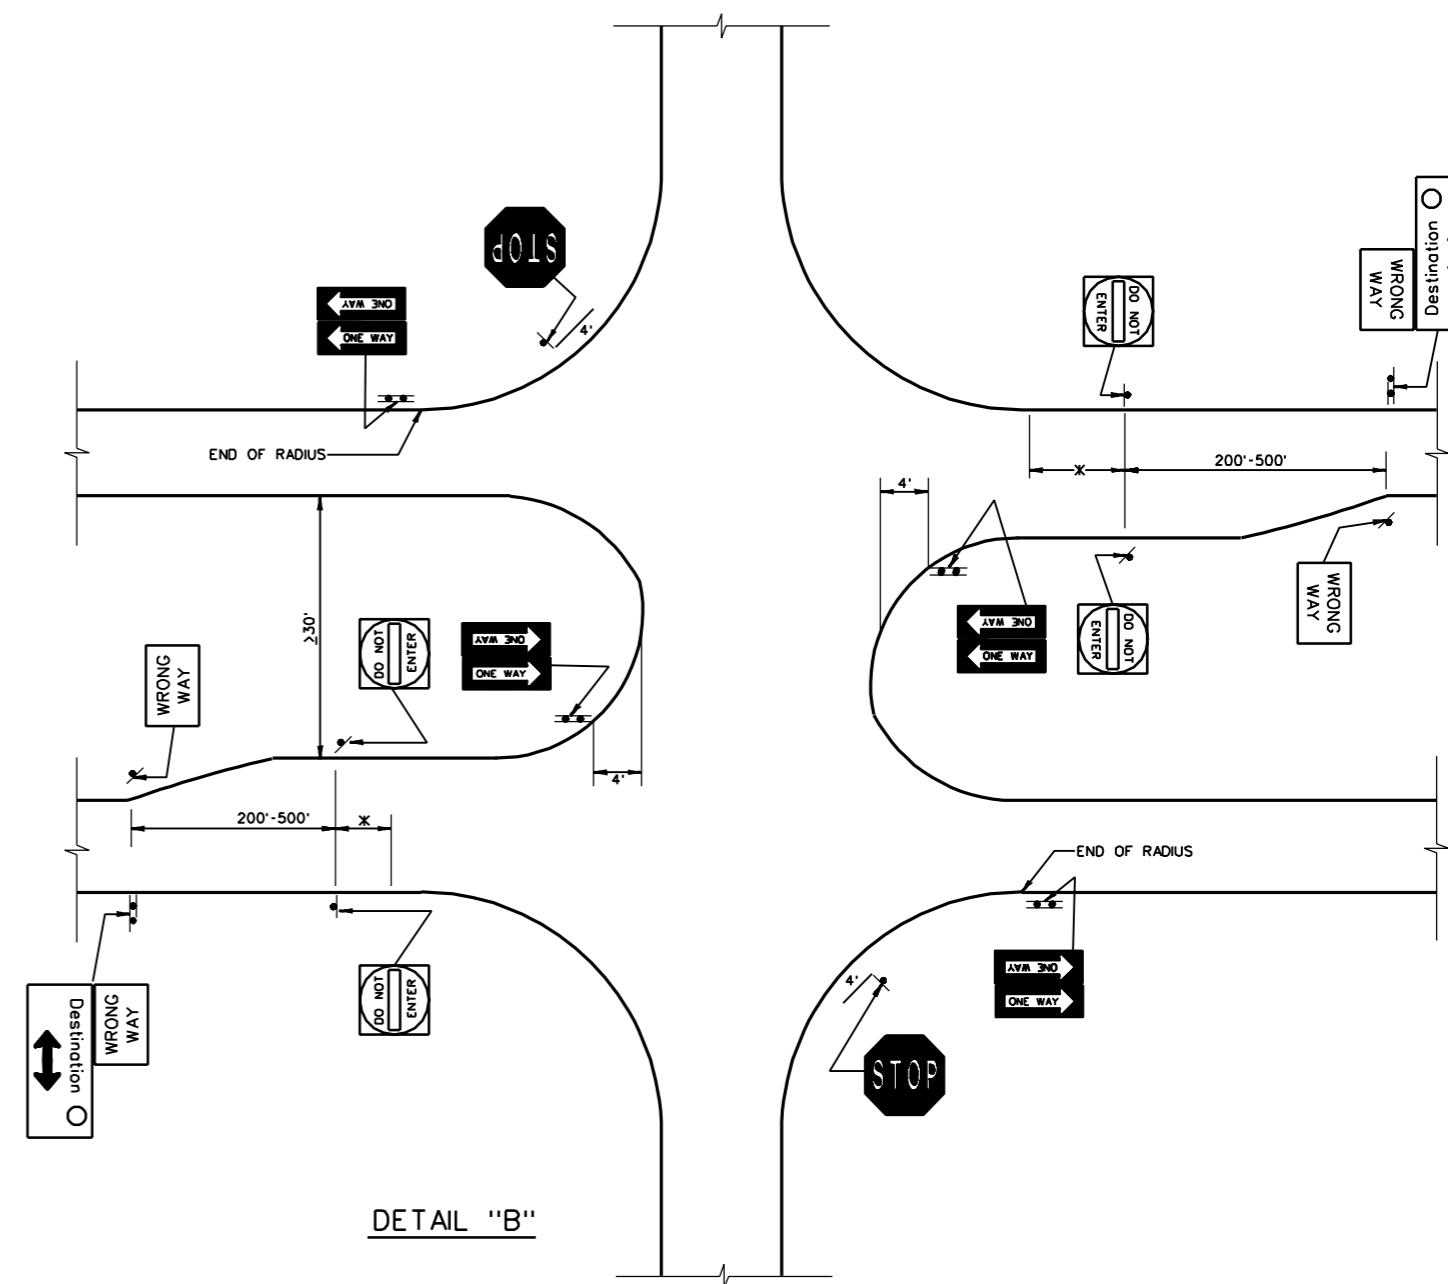 STOP
Destination
WRONG
WAY
DO NOT
ENTER
ONE WAY
ONE WAY
4'
END OF RADIUS
200'-500'
Ж
4'
≥30'
DO NOT
ENTER
ONE WAY
ONE WAY
ONE WAY
ONE WAY
DO NOT
ENTER
WRONG
WAY
WRONG
WAY
4'
200'-500'
Ж
END OF RADIUS
DO NOT
ENTER
ONE WAY
ONE WAY
4'
STOP
Destination
WRONG
WAY
DETAIL "B"